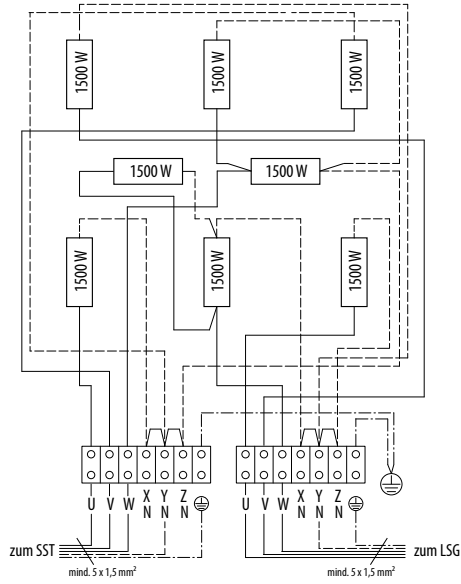 1500 W
1500 W
1500 W
1500 W
1500 W
1500 W
1500 W
1500 W
U V W X N Y N Z N
U V W X N Y N Z N
zum SST
zum LSG
mind. 5 x 1,5 mm²
mind. 5 x 1,5 mm²